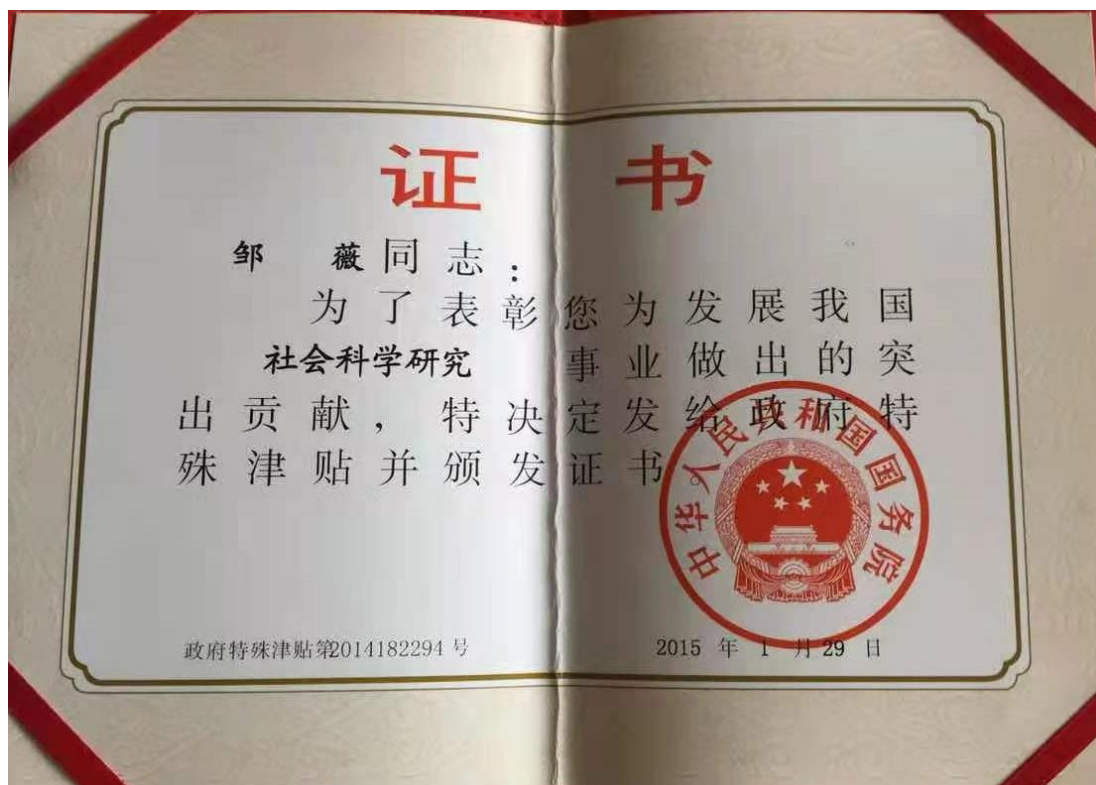 证 书
邹 薇同志：
为了表彰您为发展我国
社会科学研究 事业做出的突
出贡献，特决定发给政府特
殊津贴并颁发证书
中华人民共和国国务院
政府特殊津贴第2014182294号
2015 年 1 月 29 日